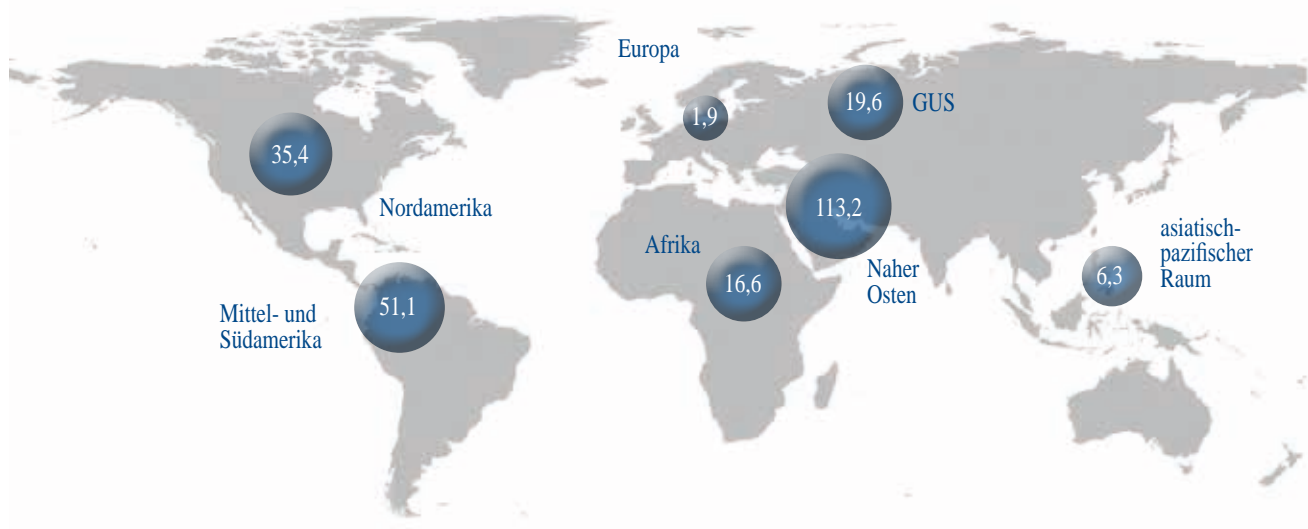 Europa
1,9
19,6
GUS
35,4
Nordamerika
113,2
Naher
Osten
Afrika
16,6
asiatisch-
pazifischer
Raum
6,3
51,1
Mittel- und
Südamerika